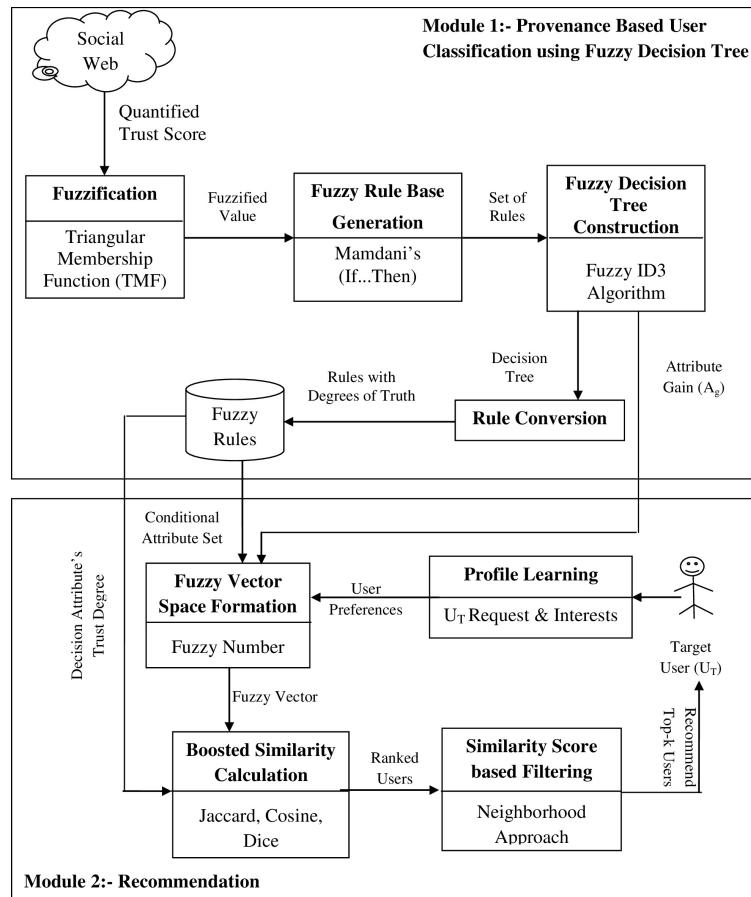 Social
Web
Module 1:- Provenance Based User
Classification using Fuzzy Decision Tree
Quantified
Trust Score
Fuzzification
Triangular
Membership
Function (TMF)
Fuzzified
Value
Fuzzy Rule Base
Generation
Mamdani's
(If...Then)
Set of
Rules
Fuzzy Decision
Tree
Construction
Fuzzy ID3
Algorithm
Decision
Tree
Attribute
Gain (Ag)
Rule Conversion
Rules with
Degrees of Truth
Fuzzy
Rules
Conditional
Attribute Set
Decision Attribute's
Trust Degree
Fuzzy Vector
Space Formation
Fuzzy Number
User
Preferences
Profile Learning
UT Request & Interests
Target
User (UT)
Fuzzy Vector
Boosted Similarity
Calculation
Jaccard, Cosine,
Dice
Ranked
Users
Similarity Score
based Filtering
Neighborhood
Approach
Recommend
Top-k Users
Module 2:- Recommendation